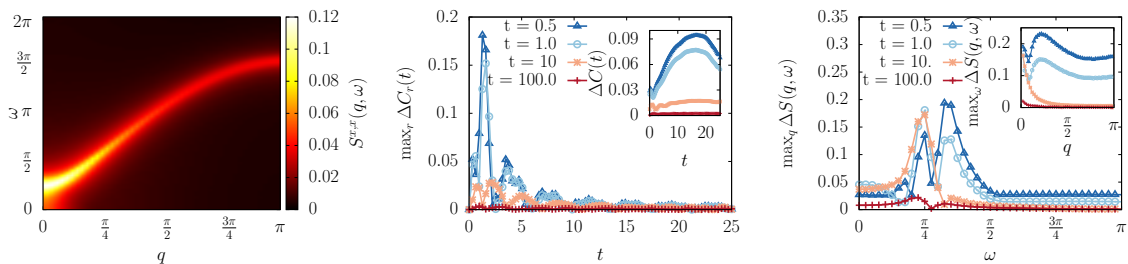 2π
3π/2
π
π/2
0
ω
0
π/4
π/2
3π/4
π
q
0.12
0.10
0.08
0.06
0.04
0.02
0
S^{x,x}(q, ω)
0.2
0.15
0.1
0.05
0
max_r ΔC_r(t)
t = 0.5
t = 1.0
t = 10
t = 100.0
0
5
10
15
20
25
t
0.09
0.06
0.03
0
ΔC(t)
0
10
20
t
0.35
0.3
0.25
0.2
0.15
0.1
0.05
0
max_q ΔS(q, ω)
t = 0.5
t = 1.0
t = 10.
t = 100.0
0
π/4
π/2
3π/4
π
ω
0.2
0.1
0
max_ω ΔS(q, ω)
0
π/2
π
q